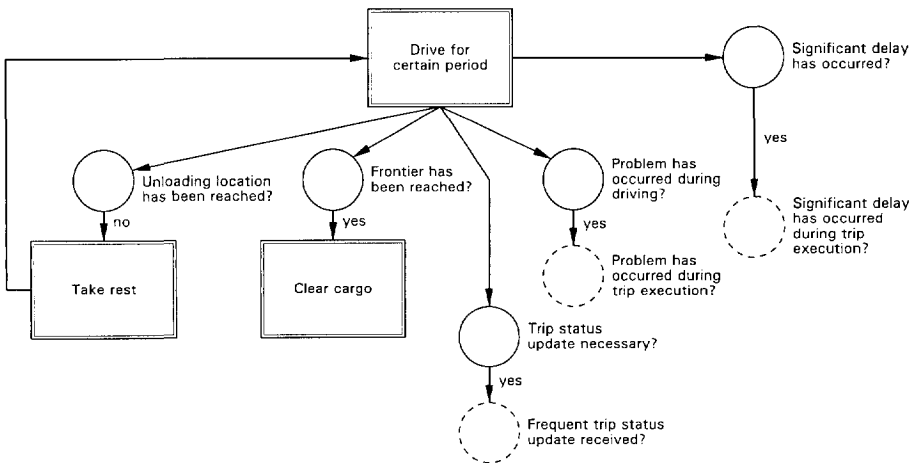 Drive for
certain period
Significant delay
has occurred?
yes
Unloading location
has been reached?
no
Frontier has
been reached?
yes
Problem has
occurred during
driving?
yes
Significant delay
has occurred
during trip
execution?
Take rest
Clear cargo
Problem has
occurred during
trip execution?
Trip status
update necessary?
yes
Frequent trip status
update received?